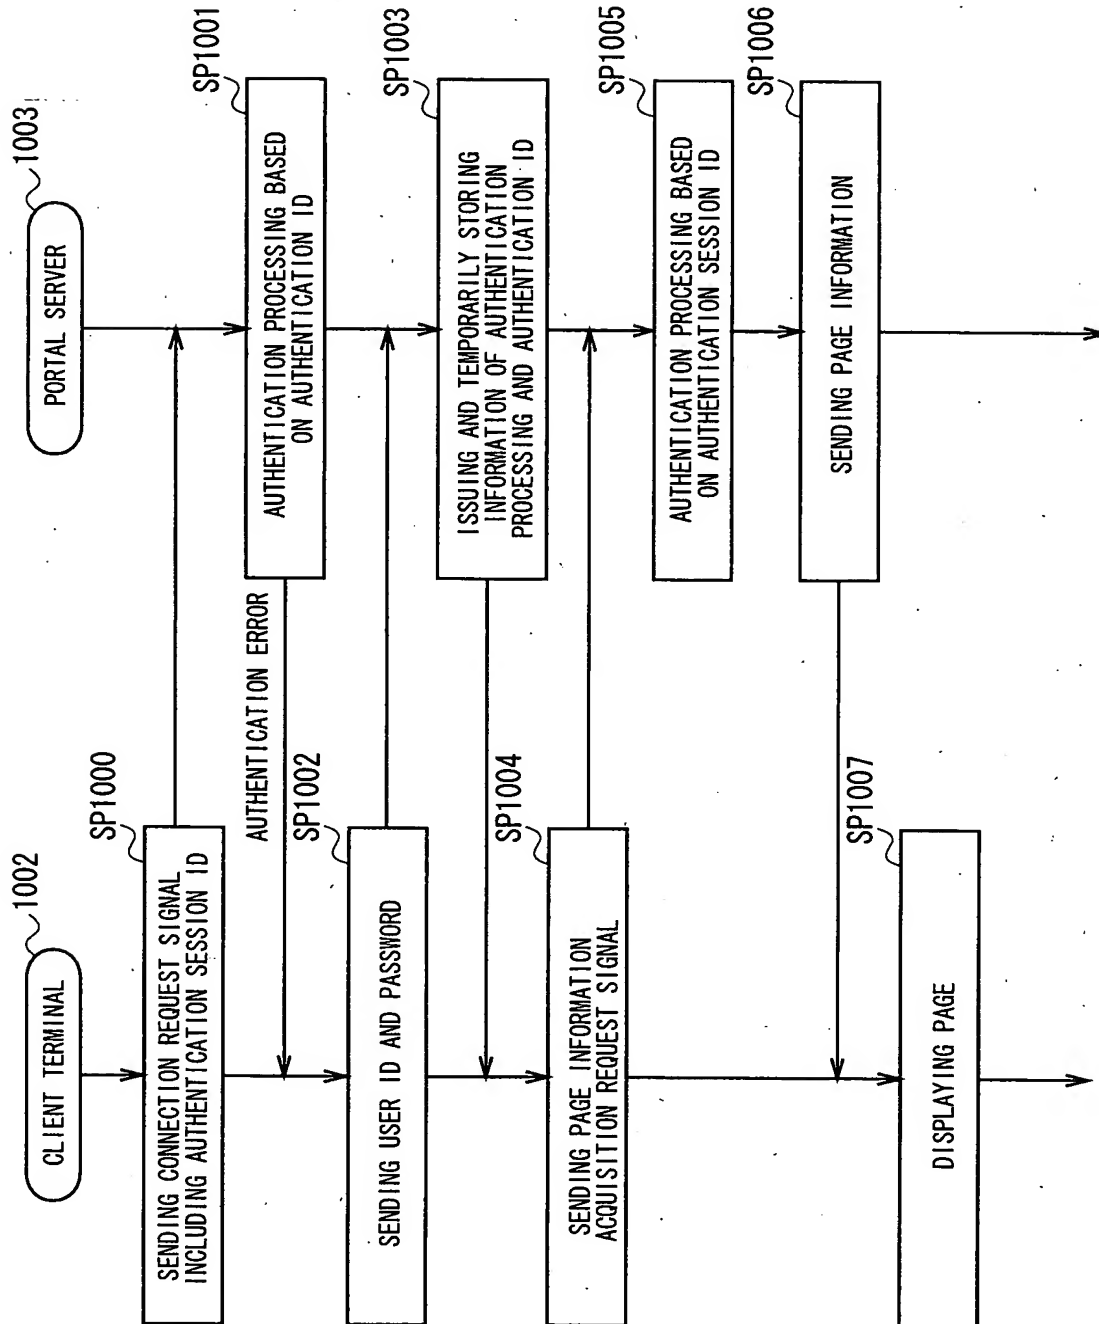 CLIENT TERMINAL
1002
PORTAL SERVER
1003
SP1000
SENDING CONNECTION REQUEST SIGNAL
INCLUDING AUTHENTICATION SESSION ID
SP1001
AUTHENTICATION PROCESSING BASED
ON AUTHENTICATION ID
AUTHENTICATION ERROR
SP1002
SENDING USER ID AND PASSWORD
SP1003
ISSUING AND TEMPORARILY STORING
INFORMATION OF AUTHENTICATION
PROCESSING AND AUTHENTICATION ID
SP1004
SENDING PAGE INFORMATION
ACQUISITION REQUEST SIGNAL
SP1005
AUTHENTICATION PROCESSING BASED
ON AUTHENTICATION SESSION ID
SP1006
SENDING PAGE INFORMATION
SP1007
DISPLAYING PAGE